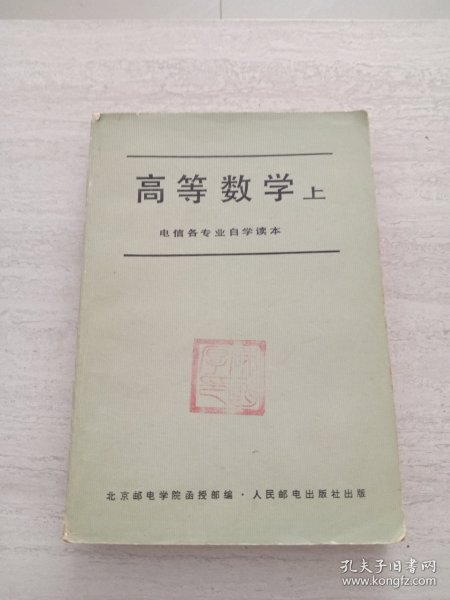 高等数学 上
电信各专业自学读本
北京邮电学院函授部编·人民邮电出版社出版
孔夫子旧书网
www.kongfz.com